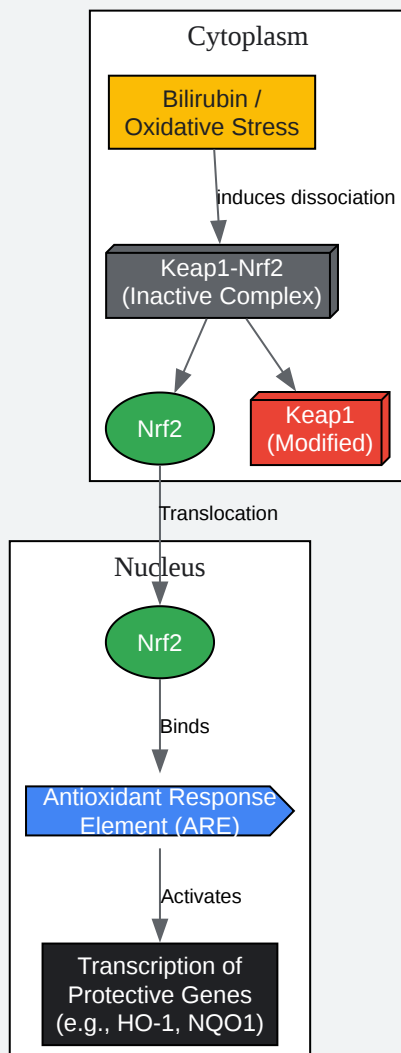 Cytoplasm
Bilirubin /
Oxidative Stress
induces dissociation
Keap1-Nrf2
(Inactive Complex)
Nrf2
Keap1
(Modified)
Translocation
Nucleus
Nrf2
Binds
Antioxidant Response
Element (ARE)
Activates
Transcription of
Protective Genes
(e.g., HO-1, NQO1)